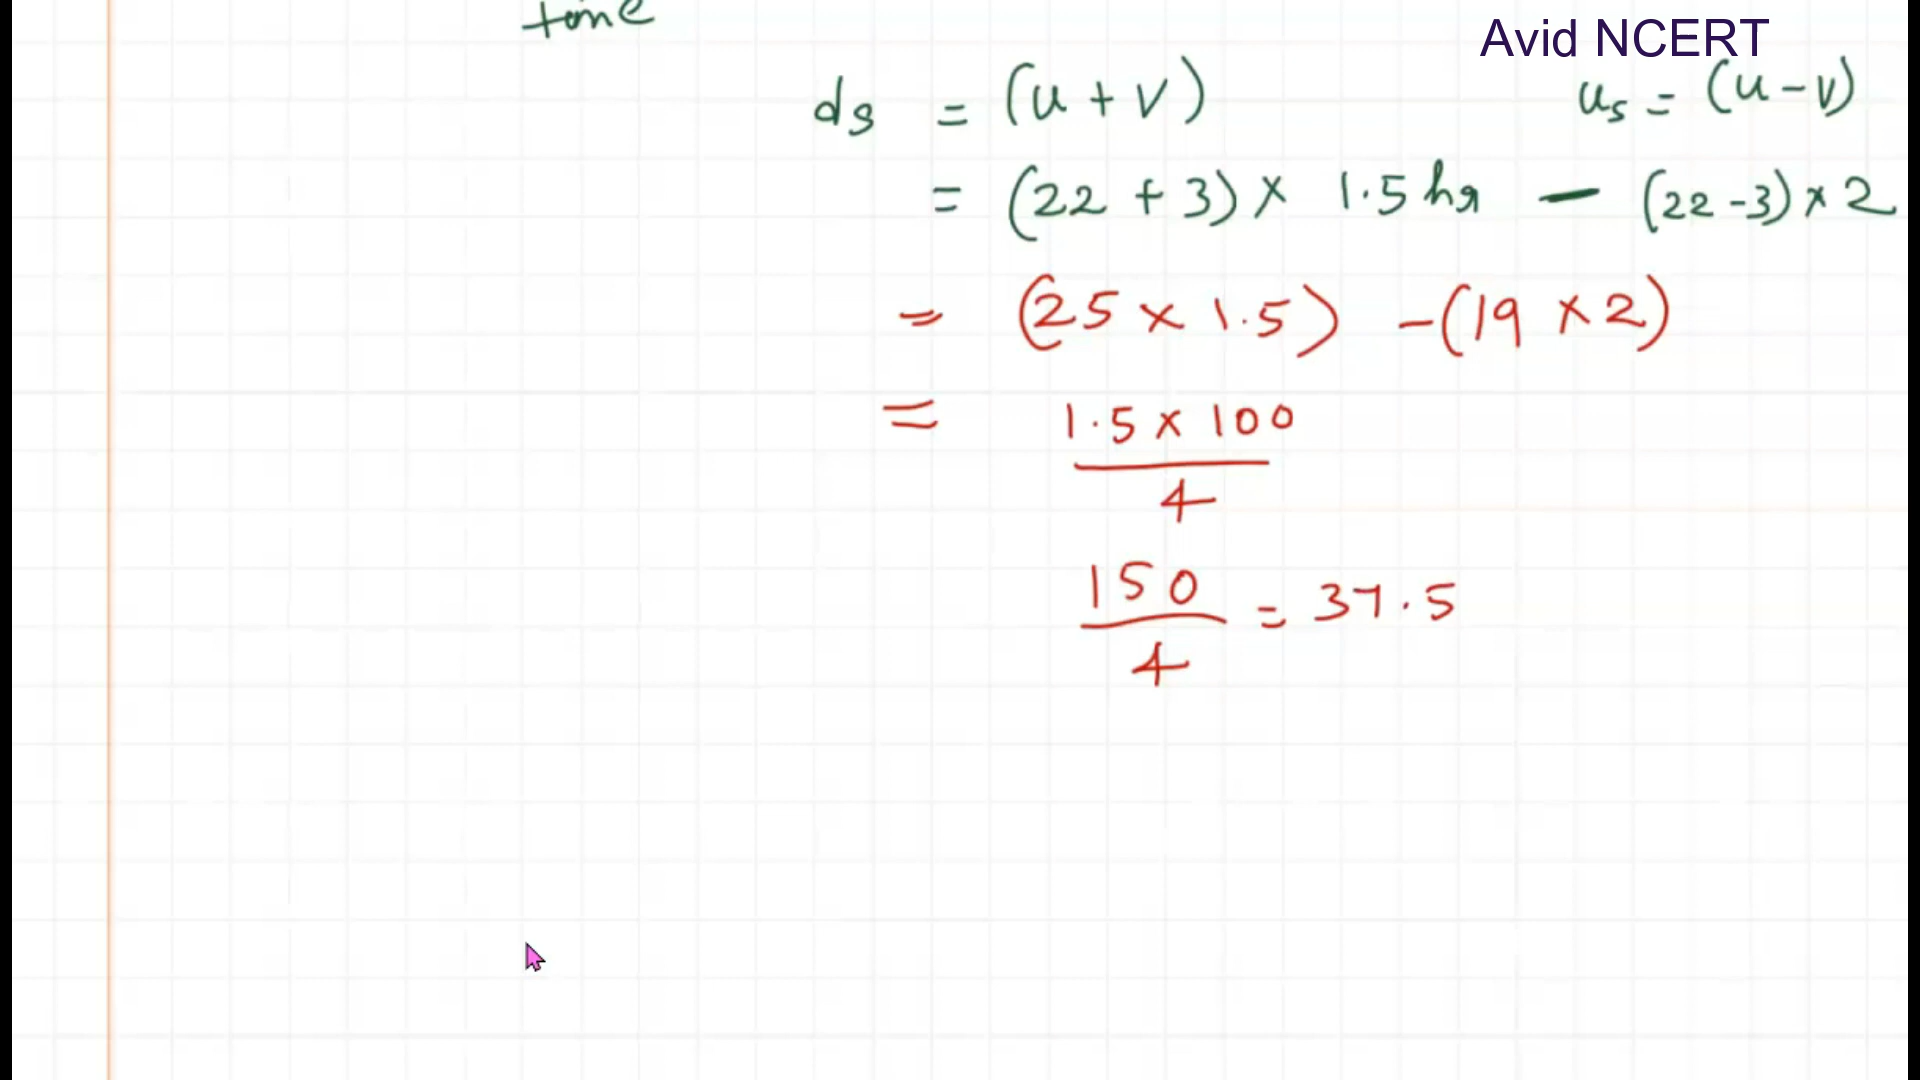 time
Avid NCERT
ds = (u + v) us = (u - v)
= (22 + 3) × 1.5 hr - (22 - 3) × 2
= (25 × 1.5) - (19 × 2)
= 1.5 × 100
4
150 = 37.5
4